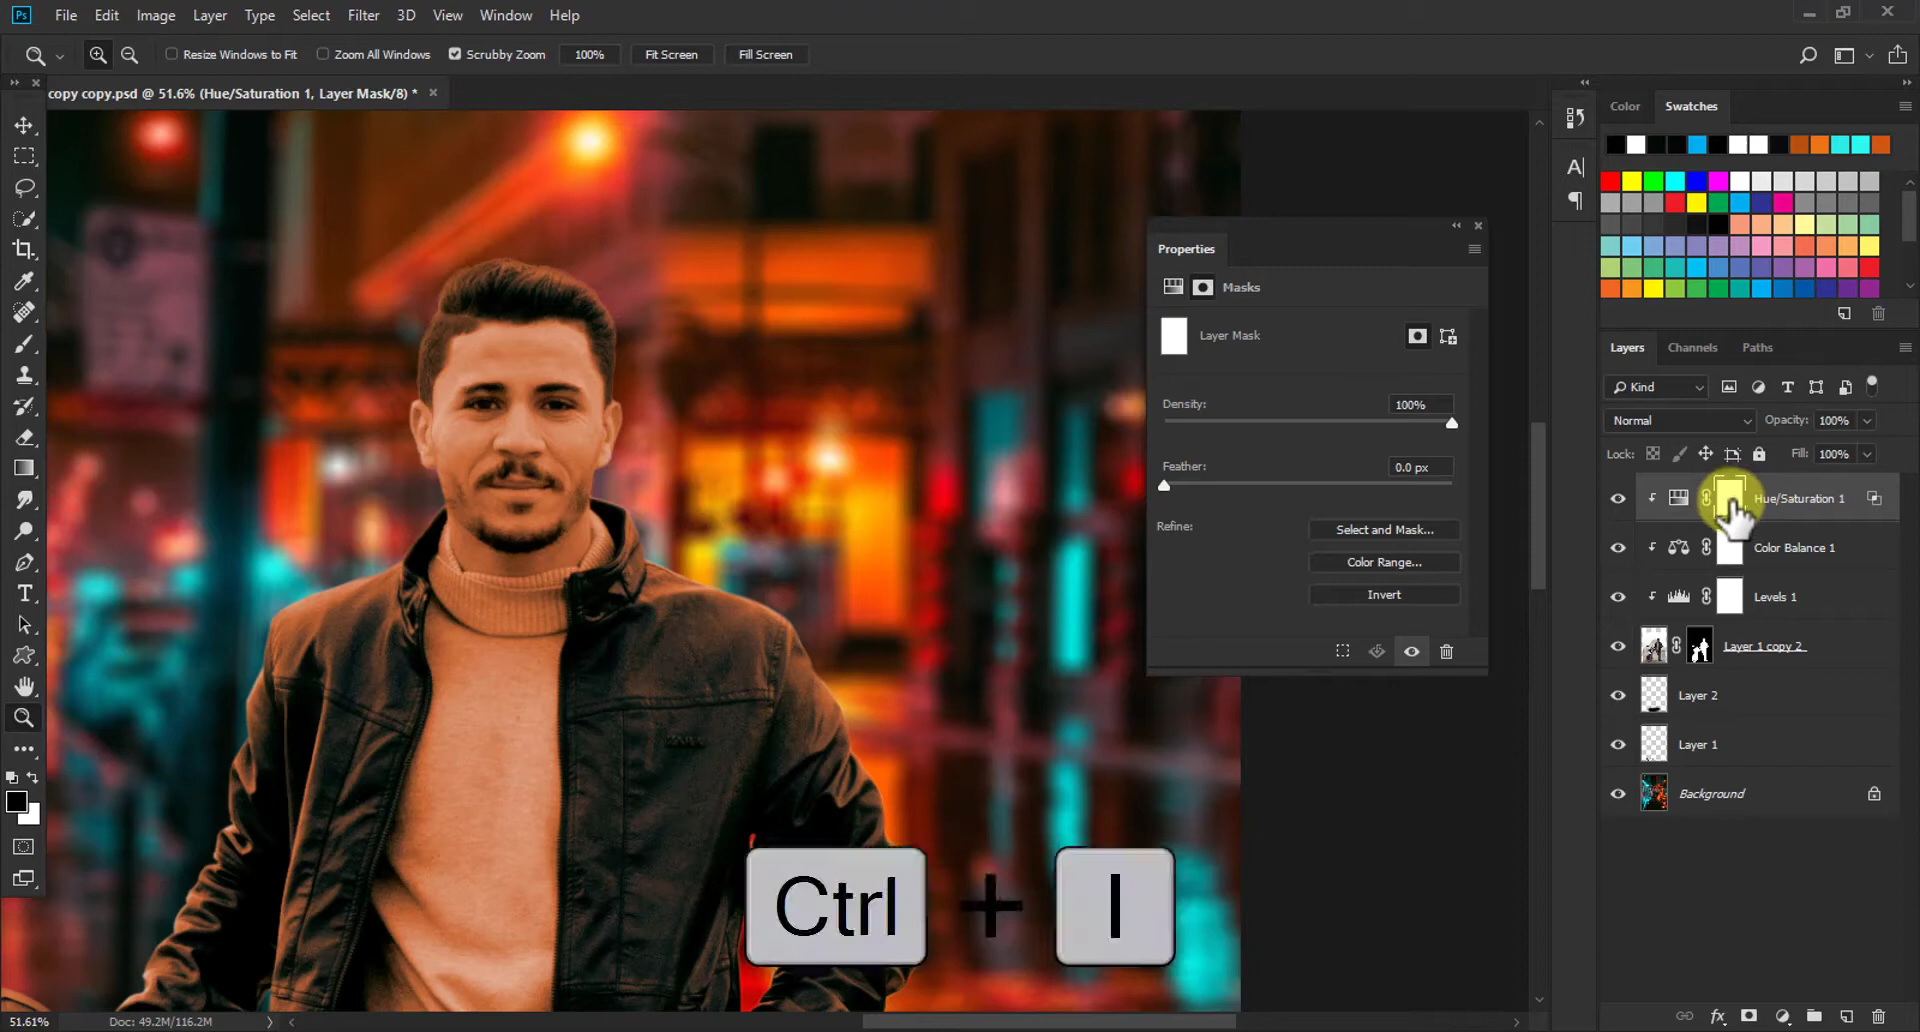 Ps File Edit Image Layer Type Select Filter 3D View Window Help
Resize Windows to Fit Zoom All Windows Scrubby Zoom 100% Fit Screen Fill Screen
copy copy.psd @ 51.6% (Hue/Saturation 1, Layer Mask/8) *
Color Swatches
Properties
Masks
Layer Mask
Density: 100%
Feather: 0.0 px
Refine: Select and Mask...
Color Range...
Invert
Layers Channels Paths
Kind
Normal Opacity: 100%
Lock: Fill: 100%
Hue/Saturation 1
Color Balance 1
Levels 1
Layer 1 copy 2
Layer 2
Layer 1
Background
Ctrl + I
51.61% Doc: 49.2M/116.2M